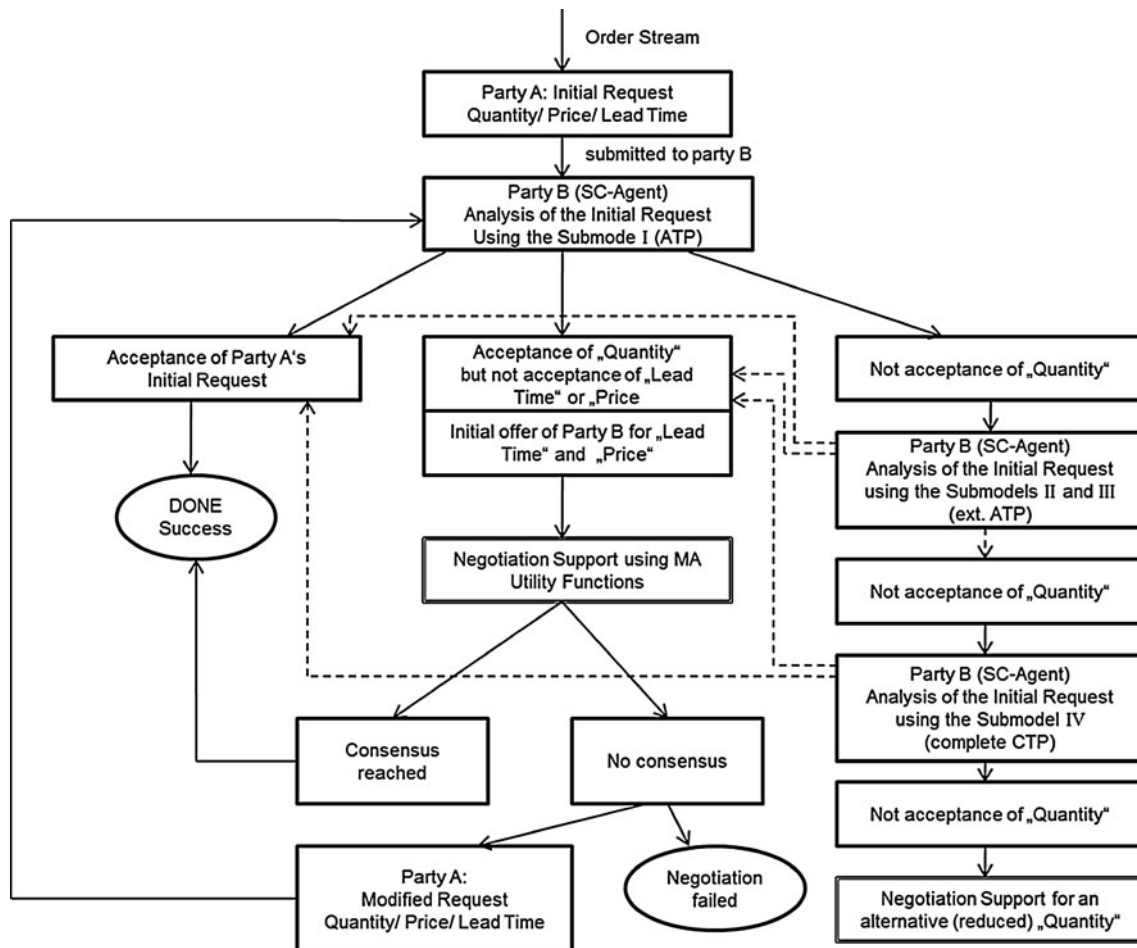 Order Stream
Party A: Initial Request
Quantity/ Price/ Lead Time
submitted to party B
Party B (SC-Agent)
Analysis of the Initial Request
Using the Submode I (ATP)
Acceptance of Party A‘s
Initial Request
Acceptance of „Quantity“
but not acceptance of „Lead
Time“ or „Price
Initial offer of Party B for „Lead
Time“ and „Price“
Not acceptance of „Quantity“
Party B (SC-Agent)
Analysis of the Initial Request
using the Submodels II and III
(ext. ATP)
DONE
Success
Negotiation Support using MA
Utility Functions
Not acceptance of „Quantity“
Party B (SC-Agent)
Analysis of the Initial Request
using the Submodel IV
(complete CTP)
Consensus
reached
No consensus
Not acceptance of „Quantity“
Party A:
Modified Request
Quantity/ Price/ Lead Time
Negotiation
failed
Negotiation Support for an
alternative (reduced) „Quantity“